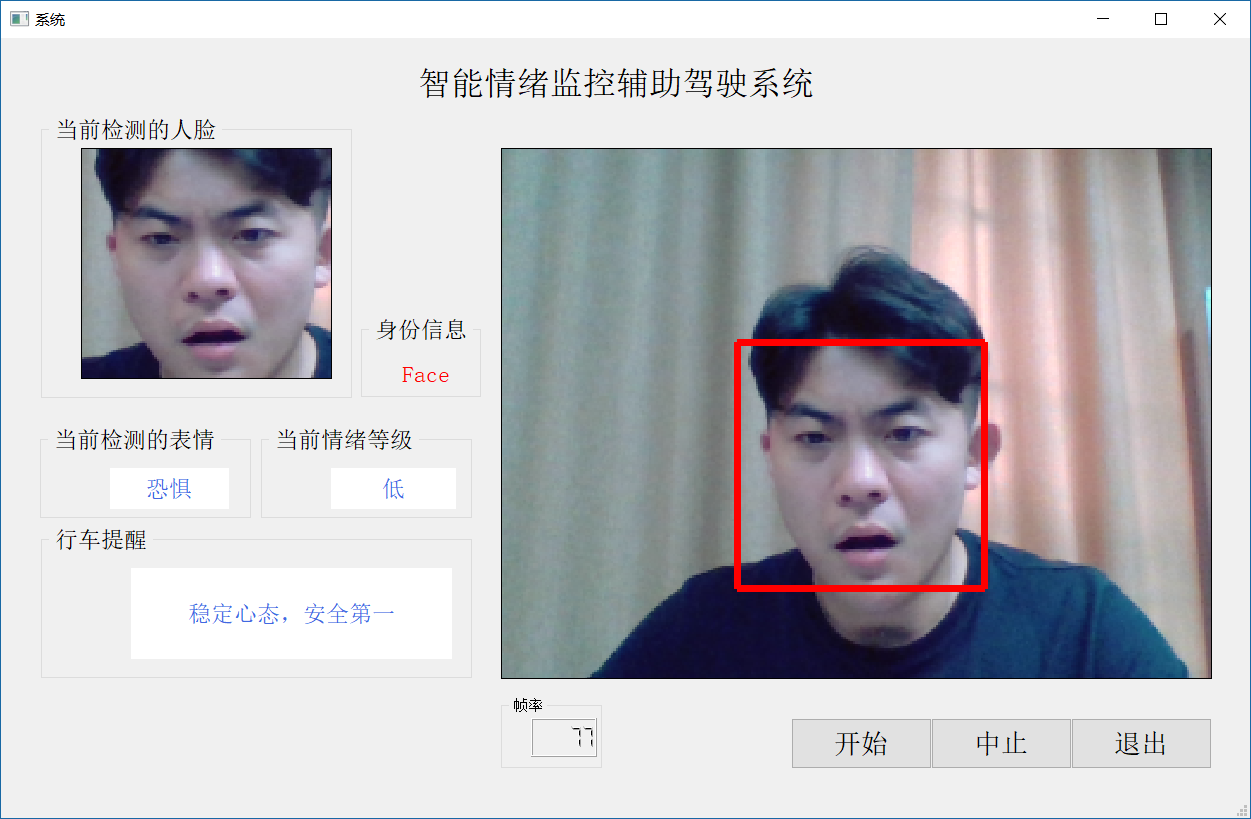 系统
智能情绪监控辅助驾驶系统
当前检测的人脸
身份信息
Face
当前检测的表情
恐惧
当前情绪等级
低
行车提醒
稳定心态，安全第一
帧率
77
开始
中止
退出